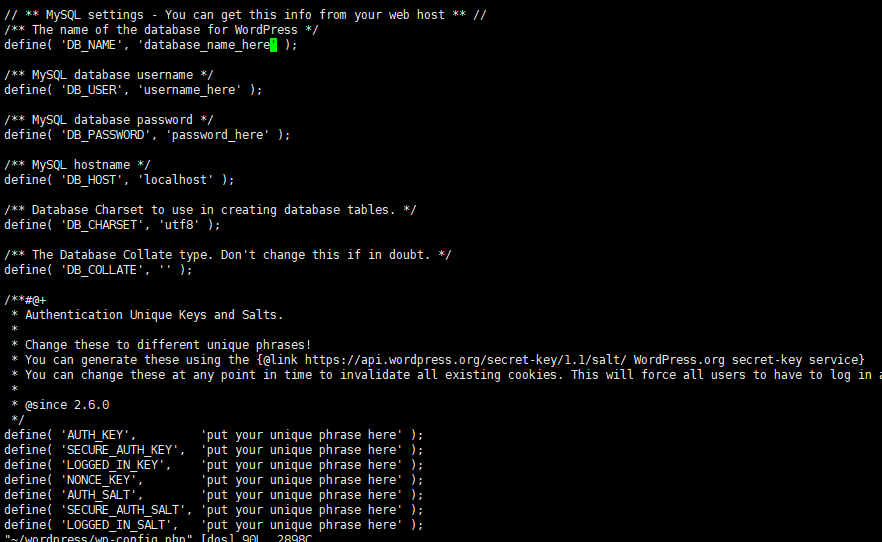 // ** MySQL settings - You can get this info from your web host ** //
/** The name of the database for WordPress */
define( 'DB_NAME', 'database_name_here' );
/** MySQL database username */
define( 'DB_USER', 'username_here' );
/** MySQL database password */
define( 'DB_PASSWORD', 'password_here' );
/** MySQL hostname */
define( 'DB_HOST', 'localhost' );
/** Database Charset to use in creating database tables. */
define( 'DB_CHARSET', 'utf8' );
/** The Database Collate type. Don't change this if in doubt. */
define( 'DB_COLLATE', '' );
/**#@+
 * Authentication Unique Keys and Salts.
 *
 * Change these to different unique phrases!
 * You can generate these using the {@link https://api.wordpress.org/secret-key/1.1/salt/ WordPress.org secret-key service}
 * You can change these at any point in time to invalidate all existing cookies. This will force all users to have to log in a
 *
 * @since 2.6.0
 */
define( 'AUTH_KEY',         'put your unique phrase here' );
define( 'SECURE_AUTH_KEY',  'put your unique phrase here' );
define( 'LOGGED_IN_KEY',    'put your unique phrase here' );
define( 'NONCE_KEY',        'put your unique phrase here' );
define( 'AUTH_SALT',        'put your unique phrase here' );
define( 'SECURE_AUTH_SALT', 'put your unique phrase here' );
define( 'LOGGED_IN_SALT',   'put your unique phrase here' );
"~/wordpress/wp-config.php" [dos] 90L, 2898C